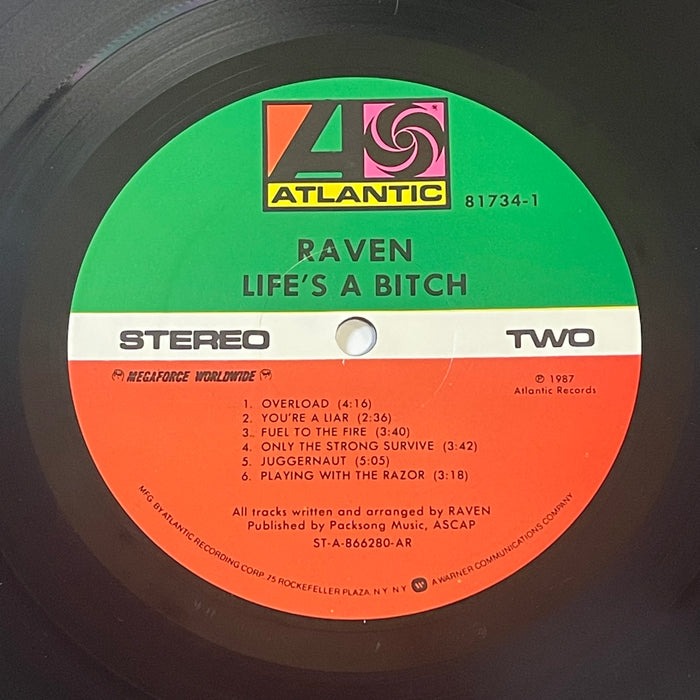 ATLANTIC
81734-1
RAVEN
LIFE'S A BITCH
STEREO
TWO
MEGAFORCE WORLDWIDE
℗ 1987
Atlantic Records
1. OVERLOAD (4:16)
2. YOU'RE A LIAR (2:36)
3. FUEL TO THE FIRE (3:40)
4. ONLY THE STRONG SURVIVE (3:42)
5. JUGGERNAUT (5:05)
6. PLAYING WITH THE RAZOR (3:18)
All tracks written and arranged by RAVEN
Published by Packsong Music, ASCAP
ST-A-866280-AR
MFG BY ATLANTIC RECORDING CORP. 75 ROCKEFELLER PLAZA, N.Y. N.Y. A WARNER COMMUNICATIONS COMPANY